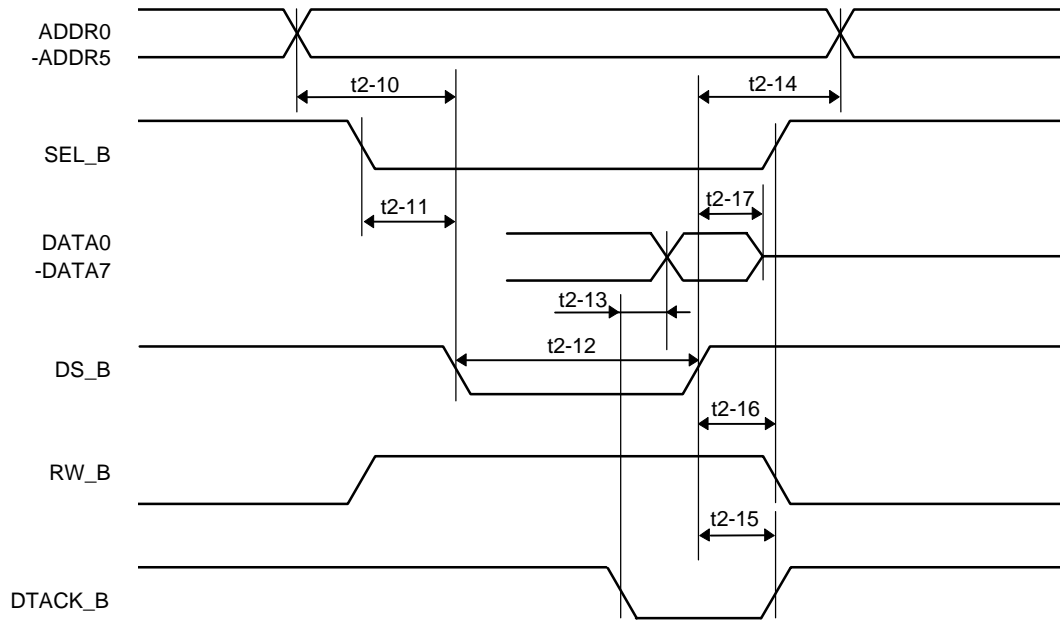 ADDR0
-ADDR5
t2-10
t2-14
SEL_B
t2-11
t2-17
DATA0
-DATA7
t2-13
t2-12
DS_B
t2-16
RW_B
t2-15
DTACK_B